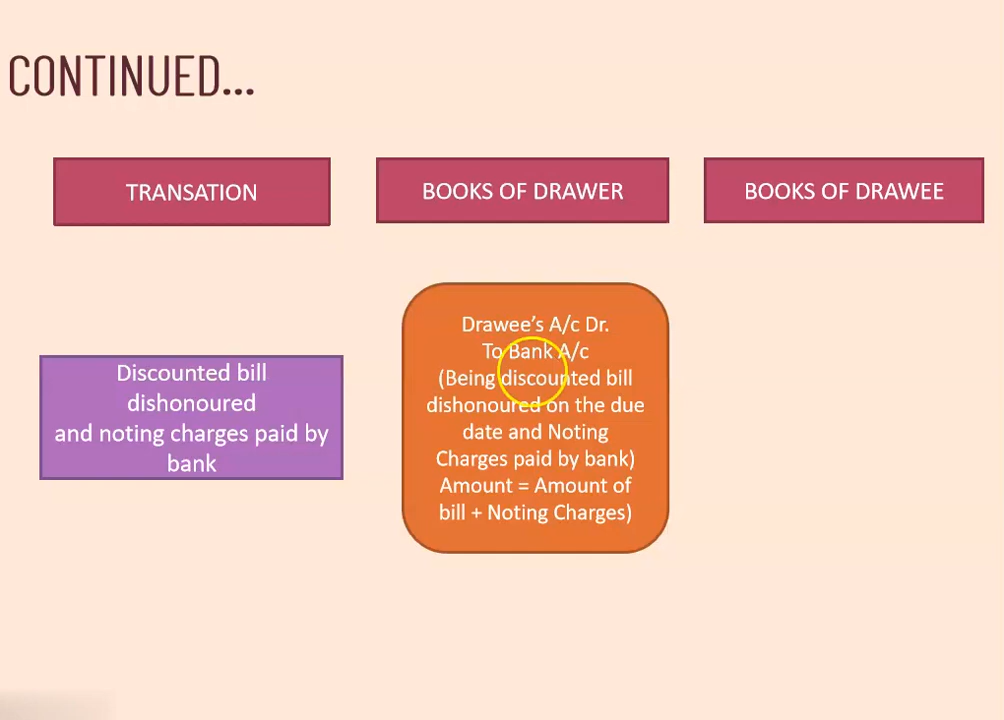 CONTINUED...
TRANSATION
BOOKS OF DRAWER
BOOKS OF DRAWEE
Discounted bill
dishonoured
and noting charges paid by
bank
Drawee’s A/c Dr.
To Bank A/c
(Being discounted bill
dishonoured on the due
date and Noting
Charges paid by bank)
Amount = Amount of
bill + Noting Charges)